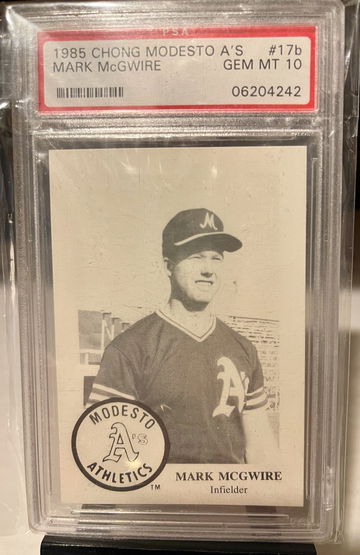 PSA
1985 CHONG MODESTO A'S #17b
MARK McGWIRE GEM MT 10
06204242
M
A's
MODESTO
A's
ATHLETICS
TM
MARK MCGWIRE
Infielder